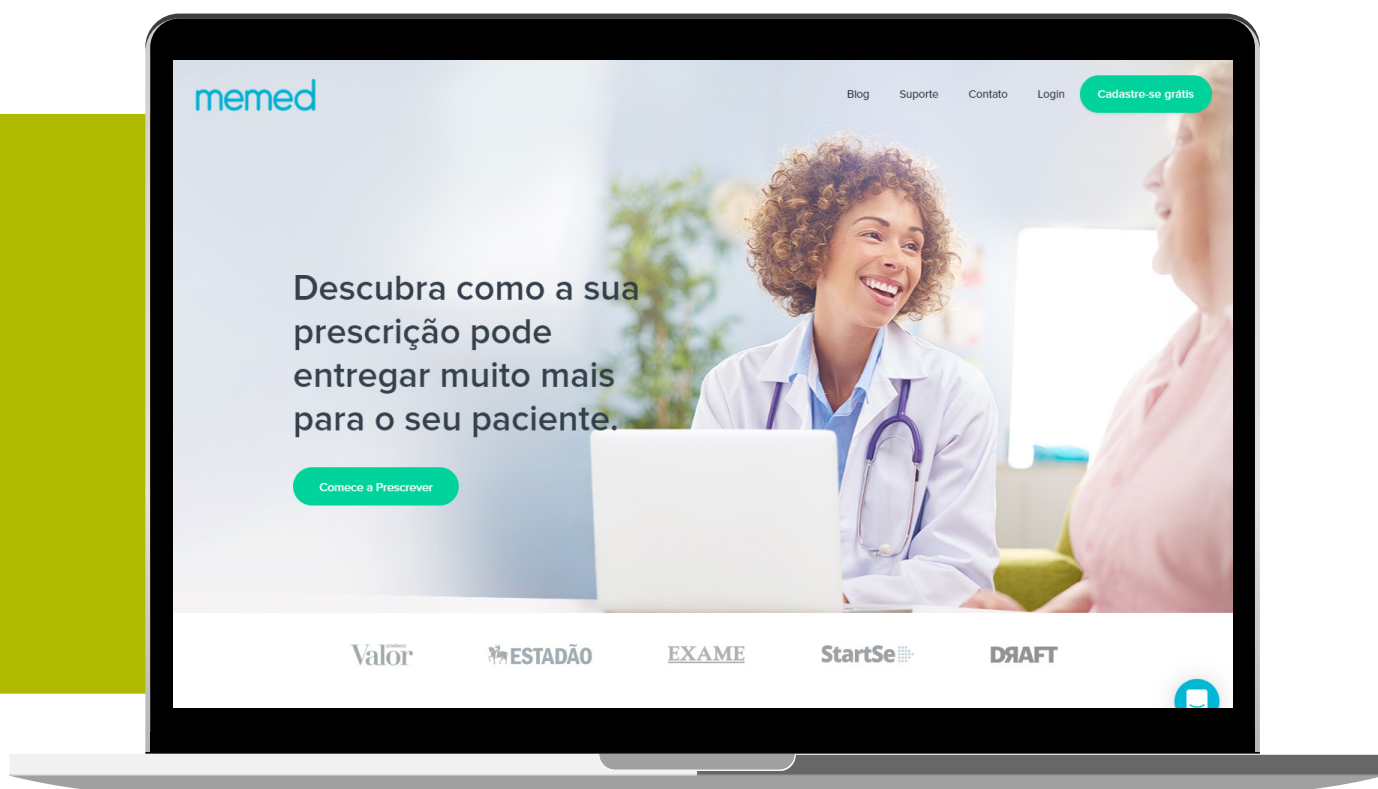 memed
Blog
Suporte
Contato
Login
Cadastre-se grátis
Descubra como a sua
prescrição pode
entregar muito mais
para o seu paciente.
Comece a Prescrever
Valor
ESTADÃO
EXAME
StartSe
DRAFT